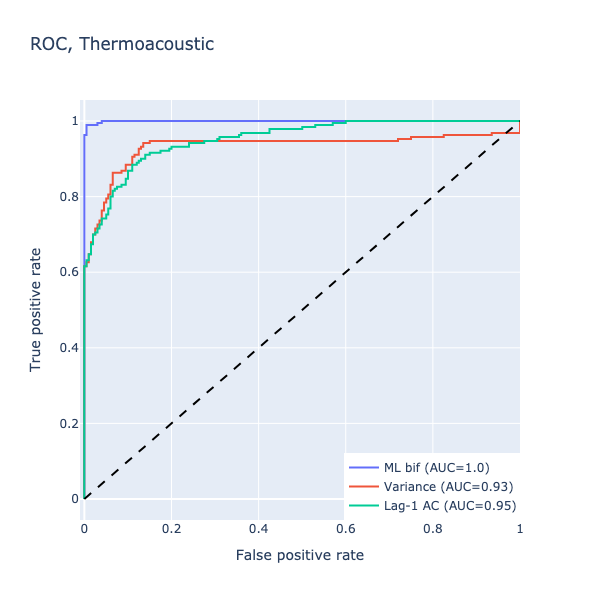 ROC, Thermoacoustic
True positive rate
1
0.8
0.6
0.4
0.2
0
ML bif (AUC=1.0)
Variance (AUC=0.93)
Lag-1 AC (AUC=0.95)
0 0.2 0.4 0.6 0.8 1
False positive rate